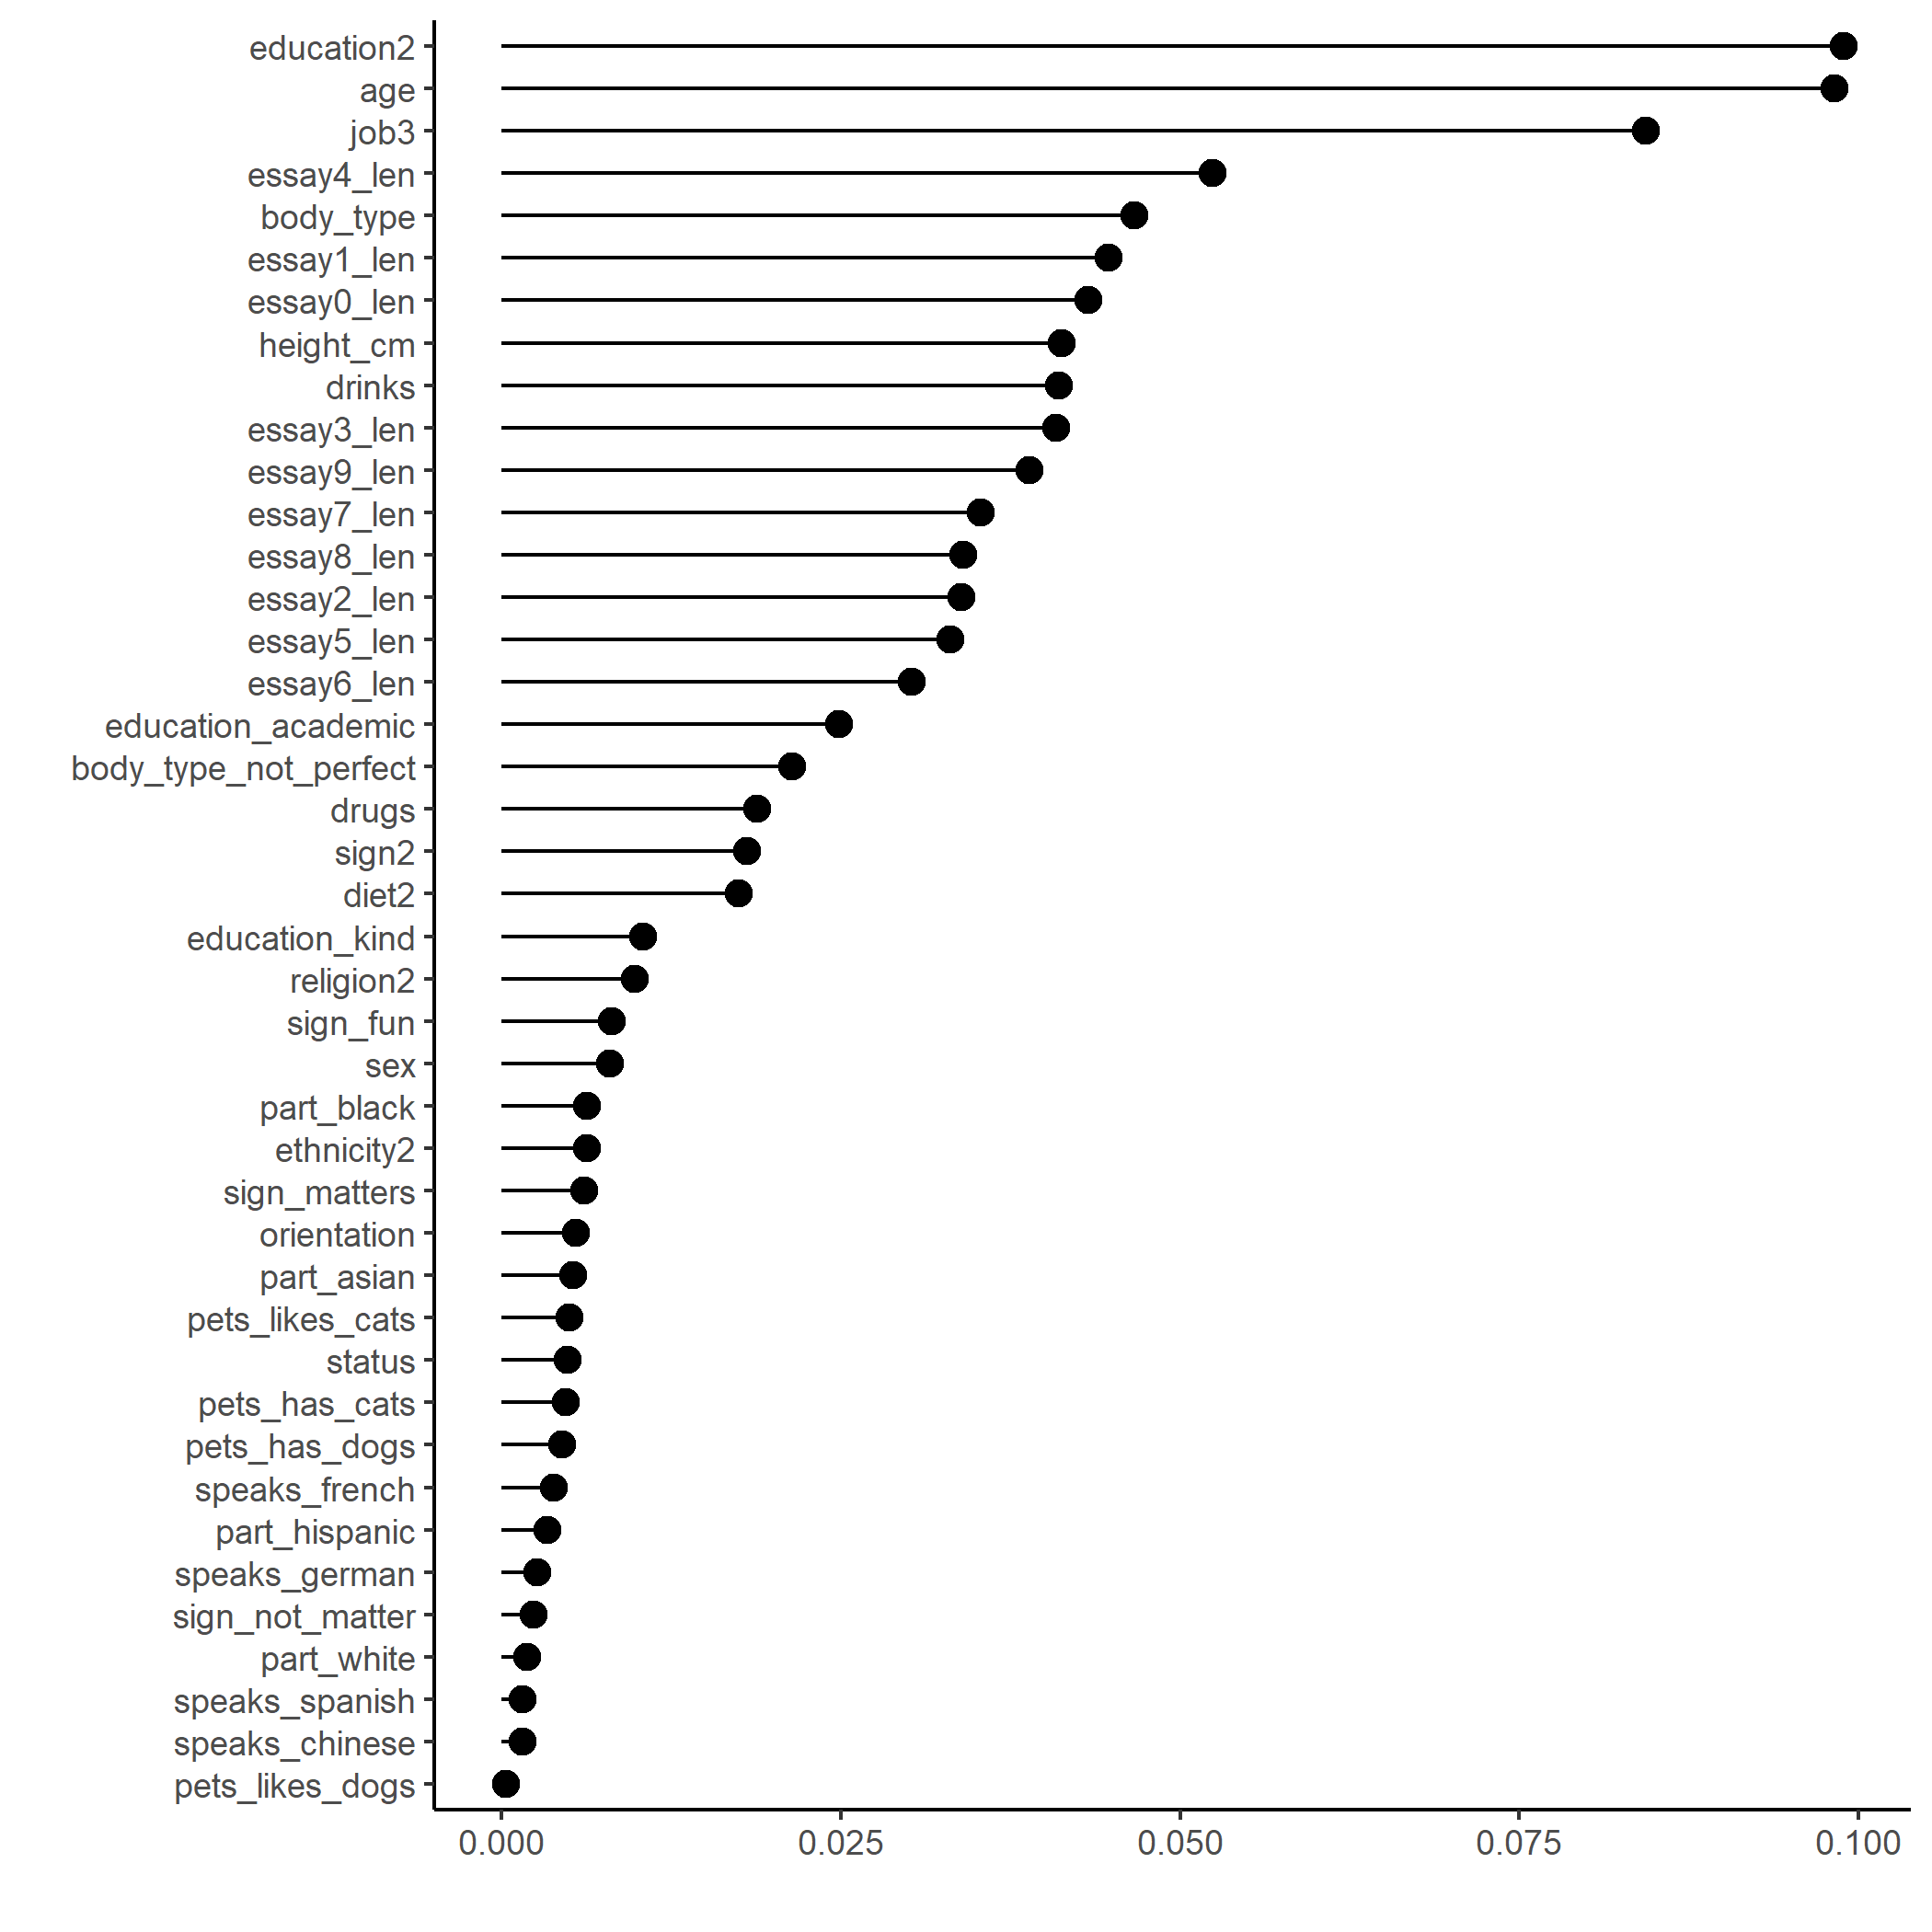 education2
age
job3
essay4_len
body_type
essay1_len
essay0_len
height_cm
drinks
essay3_len
essay9_len
essay7_len
essay8_len
essay2_len
essay5_len
essay6_len
education_academic
body_type_not_perfect
drugs
sign2
diet2
education_kind
religion2
sign_fun
sex
part_black
ethnicity2
sign_matters
orientation
part_asian
pets_likes_cats
status
pets_has_cats
pets_has_dogs
speaks_french
part_hispanic
speaks_german
sign_not_matter
part_white
speaks_spanish
speaks_chinese
pets_likes_dogs
0.000 0.025 0.050 0.075 0.100